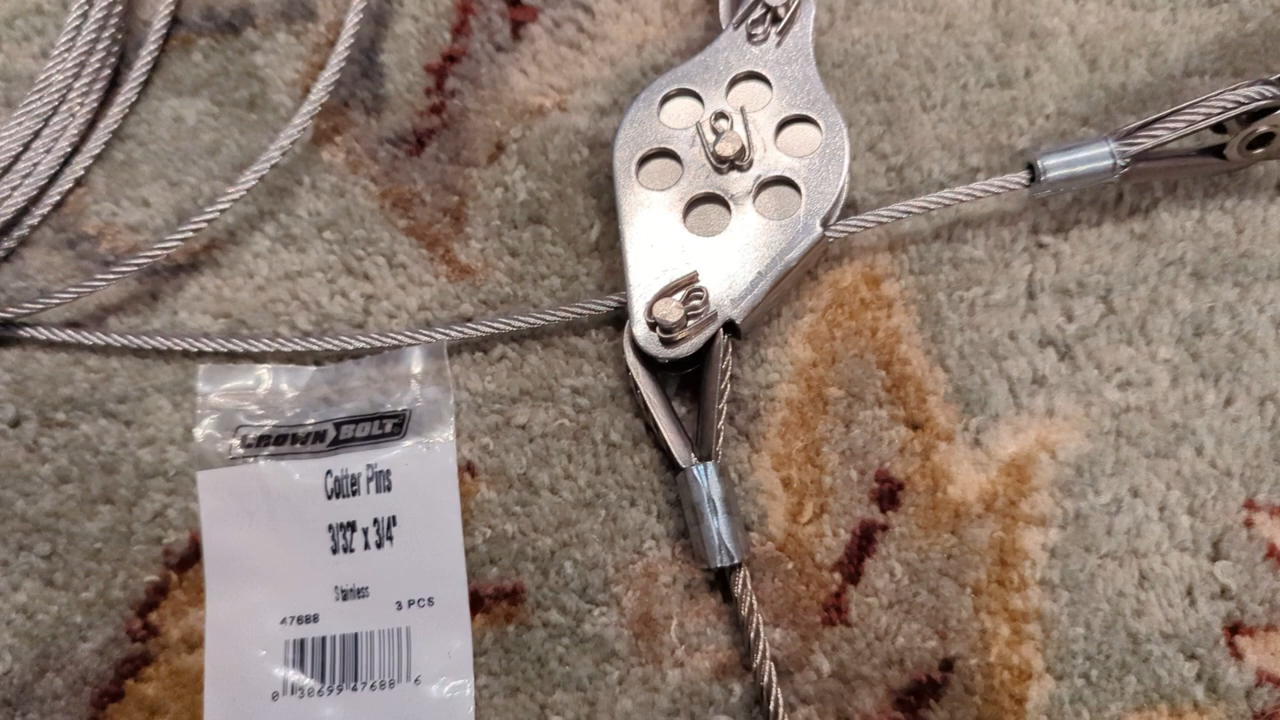 CROWN BOLT
Cotter Pins
3/32" x 3/4"
Stainless
47688 3 PCS
0 30699 47688 6